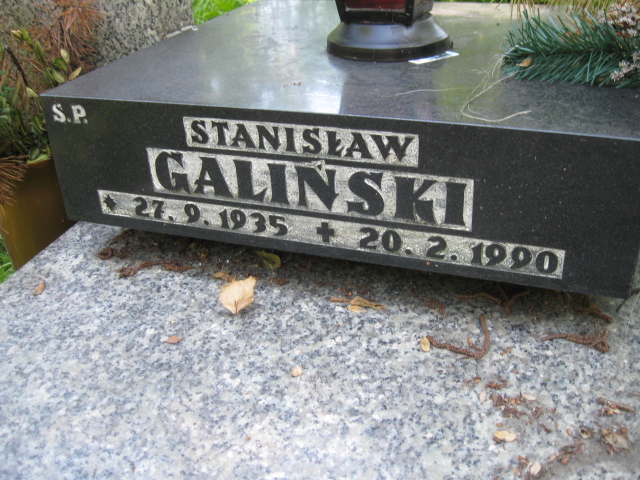 S.P.
STANISŁAW
GALIŃSKI
* 27. 9. 1935 ✝ 20. 2. 1990